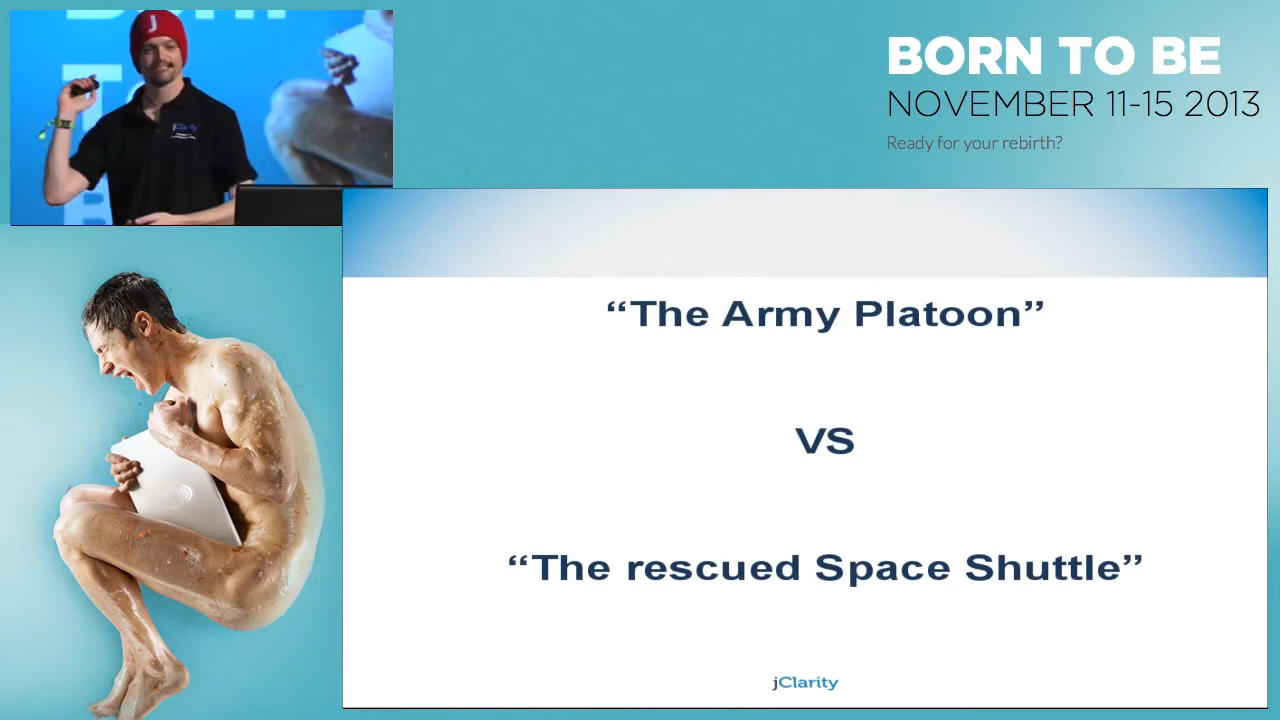 J
jClarity
BORN TO BE
NOVEMBER 11-15 2013
Ready for your rebirth?
“The Army Platoon”
VS
“The rescued Space Shuttle”
jClarity